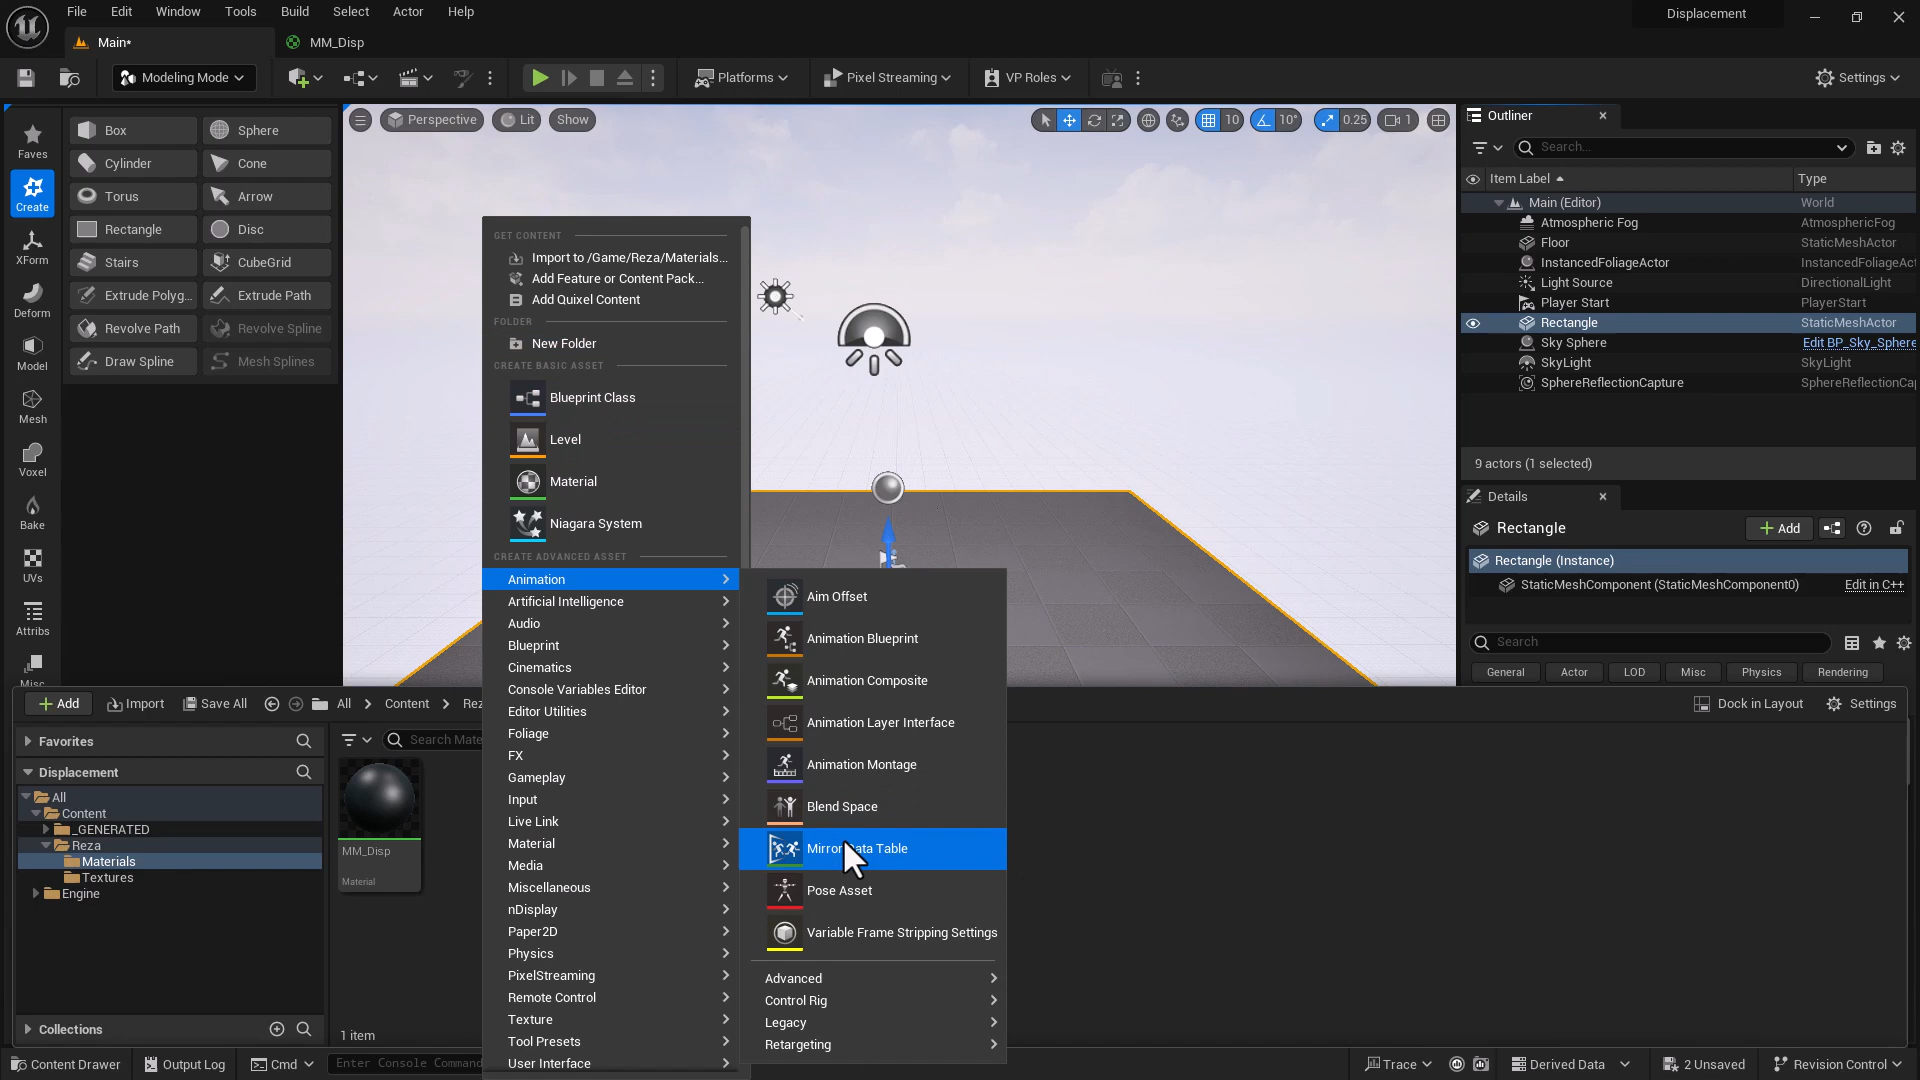 File Edit Window Tools Build Select Actor Help
Displacement
Main*
MM_Disp
Modeling Mode
Platforms
Pixel Streaming
VP Roles
Settings
Faves
Create
XForm
Deform
Model
Mesh
Voxel
Bake
UVs
Attribs
Misc
Box
Sphere
Cylinder
Cone
Torus
Arrow
Rectangle
Disc
Stairs
CubeGrid
Extrude Polyg...
Extrude Path
Revolve Path
Revolve Spline
Draw Spline
Mesh Splines
Perspective
Lit
Show
10
10°
0.25
1
GET CONTENT
Import to /Game/Reza/Materials...
Add Feature or Content Pack...
Add Quixel Content
FOLDER
New Folder
CREATE BASIC ASSET
Blueprint Class
Level
Material
Niagara System
CREATE ADVANCED ASSET
Animation
Artificial Intelligence
Audio
Blueprint
Cinematics
Console Variables Editor
Editor Utilities
Foliage
FX
Gameplay
Input
Live Link
Material
Media
Miscellaneous
nDisplay
Paper2D
Physics
PixelStreaming
Remote Control
Texture
Tool Presets
User Interface
Aim Offset
Animation Blueprint
Animation Composite
Animation Layer Interface
Animation Montage
Blend Space
Pose Asset
Variable Frame Stripping Settings
Advanced
Control Rig
Legacy
Retargeting
Outliner
Search...
Item Label
Type
Main (Editor)
World
Atmospheric Fog
AtmosphericFog
Floor
StaticMeshActor
InstancedFoliageActor
InstancedFoliageAct
Light Source
DirectionalLight
Player Start
PlayerStart
Rectangle
StaticMeshActor
Sky Sphere
Edit BP_Sky_Sphere
SkyLight
SkyLight
SphereReflectionCapture
SphereReflectionCap
9 actors (1 selected)
Details
Rectangle
Add
Rectangle (Instance)
StaticMeshComponent (StaticMeshComponent0)
Edit in C++
Search
General
Actor
LOD
Misc
Physics
Rendering
Add
Import
Save All
All
Content
Rez
Dock in Layout
Settings
Favorites
Displacement
All
Content
_GENERATED
Reza
Materials
Textures
Engine
Collections
Search Mate
MM_Disp
Material
1 item
Content Drawer
Output Log
Cmd
Enter Console Command
Trace
Derived Data
2 Unsaved
Revision Control